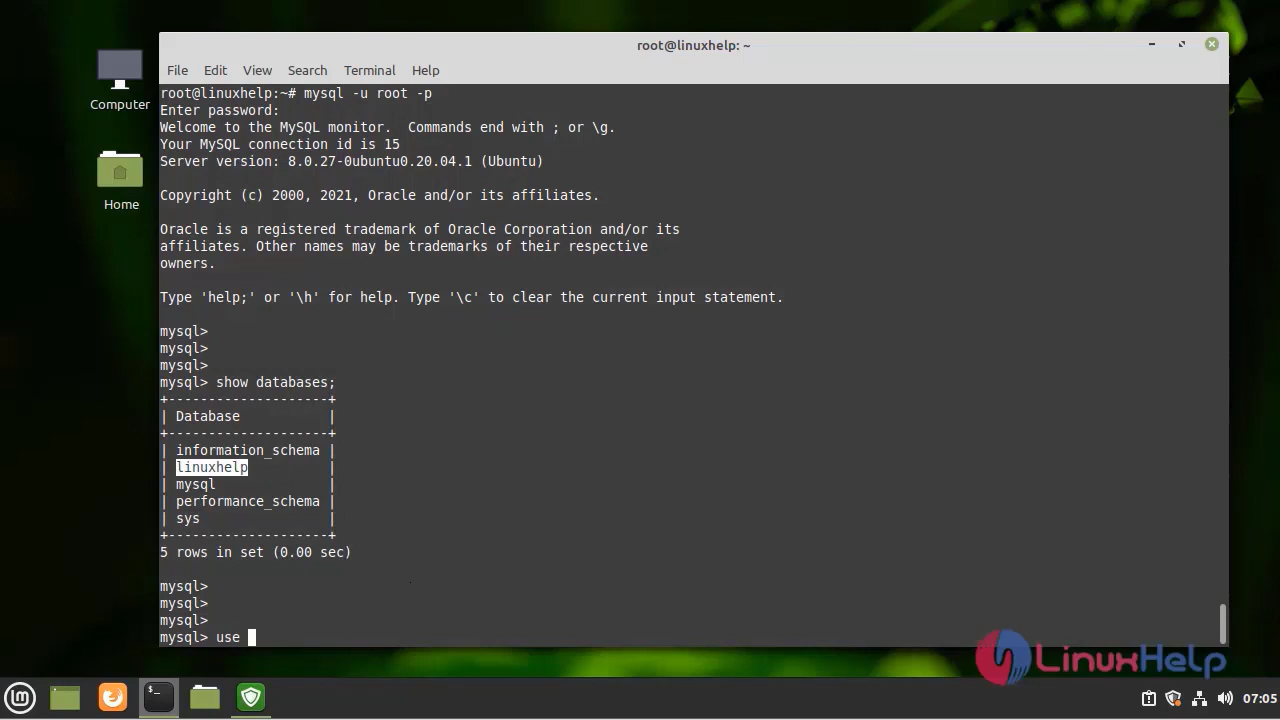 root@linuxhelp: ~
File Edit View Search Terminal Help
Computer
Home
root@linuxhelp:~# mysql -u root -p
Enter password:
Welcome to the MySQL monitor.  Commands end with ; or \g.
Your MySQL connection id is 15
Server version: 8.0.27-0ubuntu0.20.04.1 (Ubuntu)
Copyright (c) 2000, 2021, Oracle and/or its affiliates.
Oracle is a registered trademark of Oracle Corporation and/or its
affiliates. Other names may be trademarks of their respective
owners.
Type 'help;' or '\h' for help. Type '\c' to clear the current input statement.
mysql>
mysql>
mysql>
mysql> show databases;
+--------------------+
| Database           |
+--------------------+
| information_schema |
| linuxhelp          |
| mysql              |
| performance_schema |
| sys                |
+--------------------+
5 rows in set (0.00 sec)
mysql>
mysql>
mysql>
mysql> use
LinuxHelp
$_
07:05